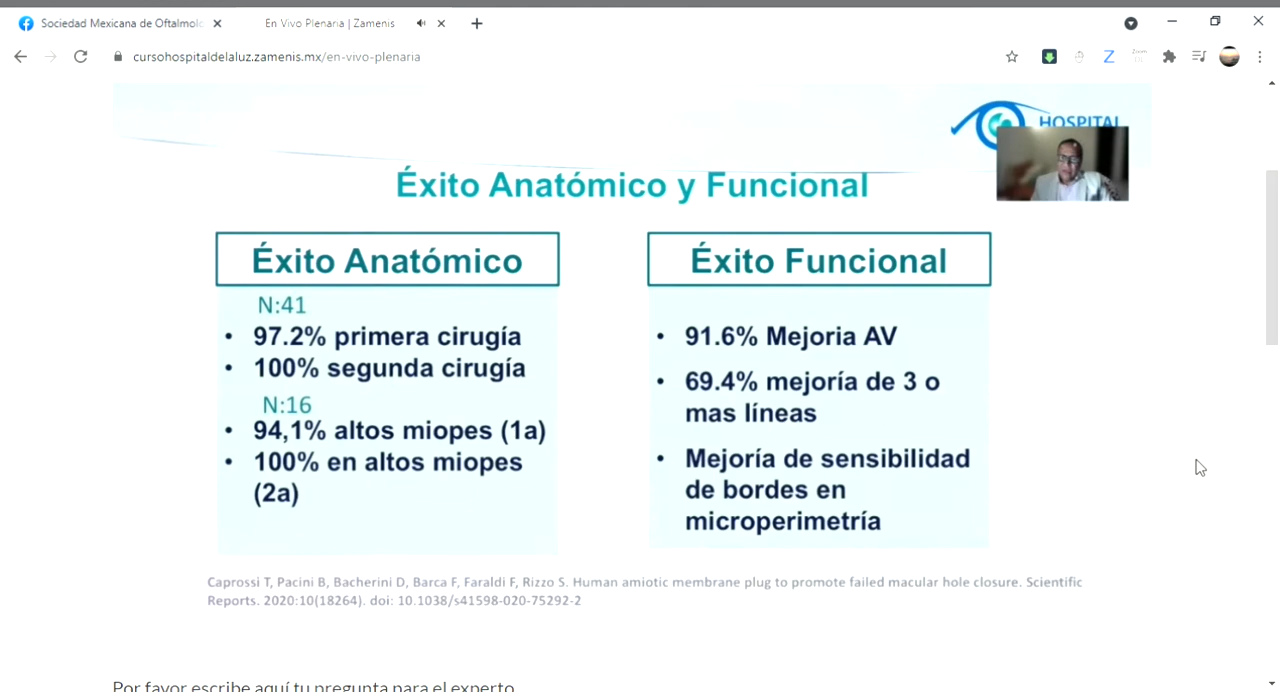 Sociedad Mexicana de Oftalmolo
En Vivo Plenaria | Zamenis
cursohospitaldelaluz.zamenis.mx/en-vivo-plenaria
HOSPITAL
Éxito Anatómico y Funcional
Éxito Anatómico
N:41
• 97.2% primera cirugía
• 100% segunda cirugía
N:16
• 94,1% altos miopes (1a)
• 100% en altos miopes
(2a)
Éxito Funcional
• 91.6% Mejoria AV
• 69.4% mejoría de 3 o
mas líneas
• Mejoría de sensibilidad
de bordes en
microperimetría
Caprossi T, Pacini B, Bacherini D, Barca F, Faraldi F, Rizzo S. Human amiotic membrane plug to promote failed macular hole closure. Scientific
Reports. 2020:10(18264). doi: 10.1038/s41598-020-75292-2
Por favor escribe aquí tu pregunta para el experto